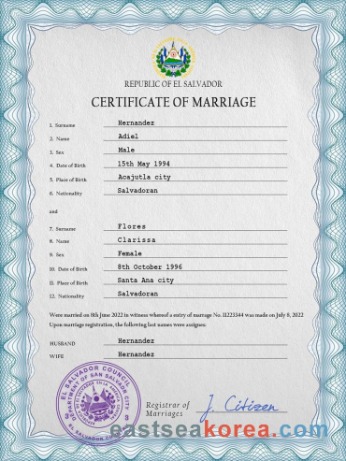 REPUBLIC OF EL SALVADOR
CERTIFICATE OF MARRIAGE
1. Surname Hernandez
2. Name Adiel
3. Sex Male
4. Date of Birth 15th May 1994
5. Place of Birth Acajutla city
6. Nationality Salvadoran
and
7. Surname Flores
8. Name Clarissa
9. Sex Female
10. Date of Birth 8th October 1996
11. Place of Birth Santa Ana city
12. Nationality Salvadoran
Were married on 8th June 2022 in witness whereof a entry of marriage No. 11223344 was made on July 8, 2022
Upon marriage registration, the following last names were assignes:
HUSBAND Hernandez
WIFE Hernandez
EL SALVADOR COUNCIL
DEPARTMENT OF SAN SALVADOR CITY
Registrar of
Marriages
J. Citizen
eastseakorea.com